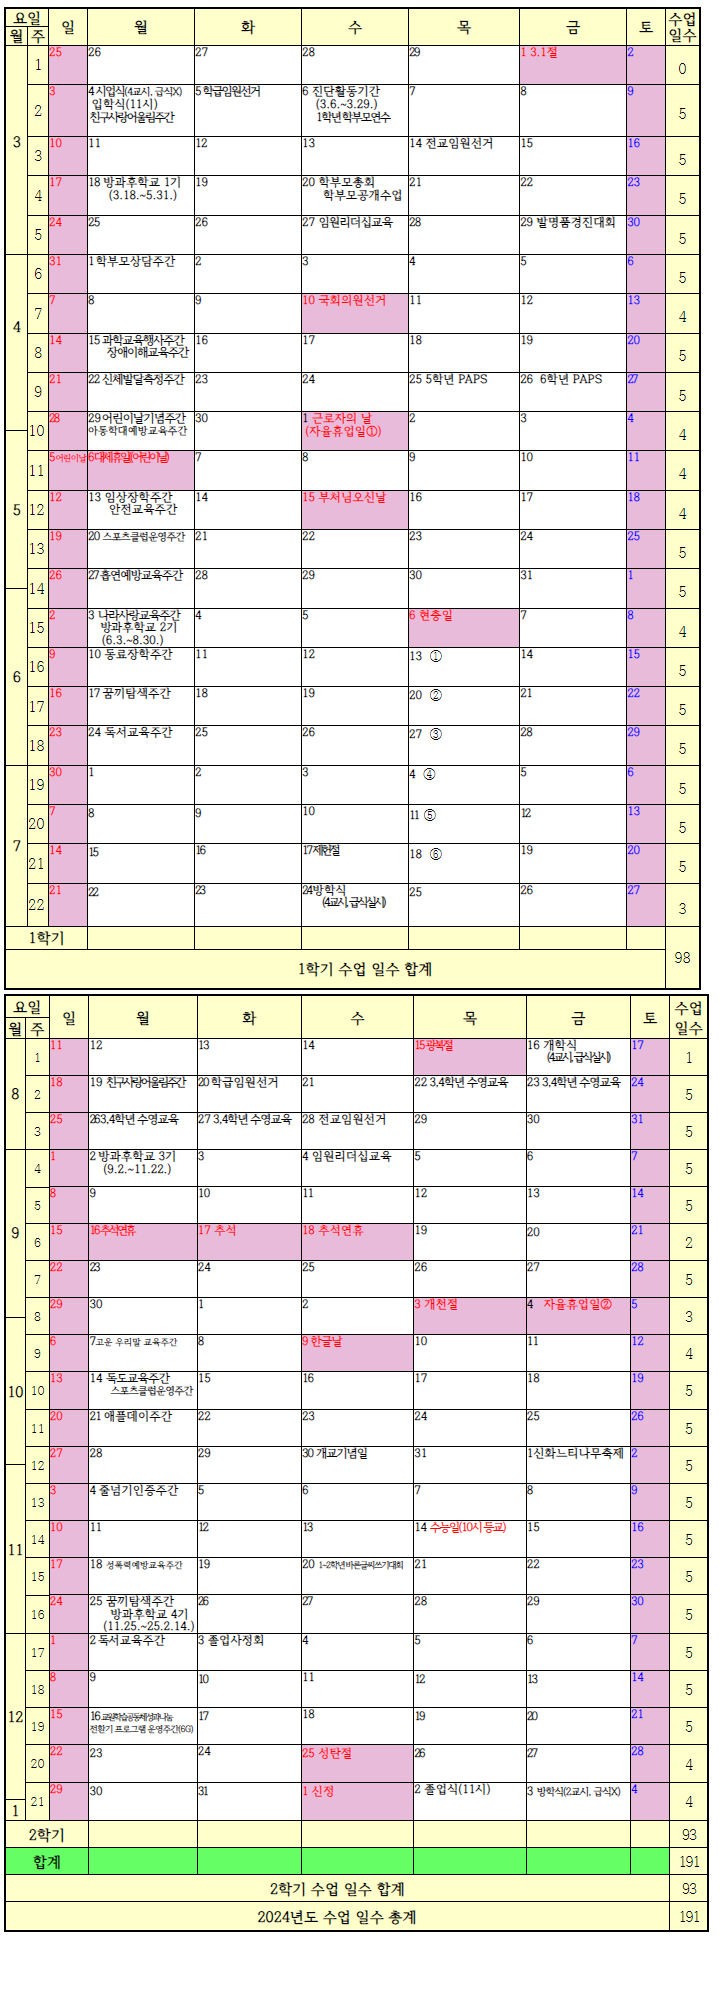 요일 일 월 화 수 목 금 토 수업
월 주 일수
3 1 25 26 27 28 29 1 3.1절 2 0
2 3 4 시업식(4교시, 급식X) 5 학급임원선거 6 진단활동기간 7 8 9 5
입학식(11시) (3.6.~3.29.)
친구사랑어울림주간 1학년학부모연수
3 10 11 12 13 14 전교임원선거 15 16 5
4 17 18 방과후학교 1기 19 20 학부모총회 21 22 23 5
(3.18.~5.31.) 학부모공개수업
5 24 25 26 27 임원리더십교육 28 29 발명품경진대회 30 5
4 6 31 1 학부모상담주간 2 3 4 5 6 5
7 7 8 9 10 국회의원선거 11 12 13 4
8 14 15 과학교육행사주간 16 17 18 19 20 5
장애이해교육주간
9 21 22 신체발달측정주간 23 24 25 5학년 PAPS 26 6학년 PAPS 27 5
10 28 29 어린이날기념주간 30 1 근로자의 날 2 3 4 4
아동학대예방교육주간 (자율휴업일①)
5 11 5어린이날 6대체휴일(어린이날) 7 8 9 10 11 4
12 12 13 임상장학주간 14 15 부처님오신날 16 17 18 4
안전교육주간
13 19 20 스포츠클럽운영주간 21 22 23 24 25 5
14 26 27흡연예방교육주간 28 29 30 31 1 5
6 15 2 3 나라사랑교육주간 4 5 6 현충일 7 8 4
방과후학교 2기
(6.3.~8.30.)
16 9 10 동료장학주간 11 12 13 ① 14 15 5
17 16 17 꿈끼탐색주간 18 19 20 ② 21 22 5
18 23 24 독서교육주간 25 26 27 ③ 28 29 5
7 19 30 1 2 3 4 ④ 5 6 5
20 7 8 9 10 11 ⑤ 12 13 5
21 14 15 16 17제헌절 18 ⑥ 19 20 5
22 21 22 23 24방학식 25 26 27 3
(4교시, 급식실시)
1학기
1학기 수업 일수 합계 98
요일 일 월 화 수 목 금 토 수업
월 주 일수
8 1 11 12 13 14 15광복절 16 개학식 17 1
(4교시, 급식실시)
2 18 19 친구사랑어울림주간 20 학급임원선거 21 22 3,4학년 수영교육 23 3,4학년 수영교육 24 5
3 25 263,4학년 수영교육 27 3,4학년 수영교육 28 전교임원선거 29 30 31 5
9 4 1 2 방과후학교 3기 3 4 임원리더십교육 5 6 7 5
(9.2.~11.22.)
5 8 9 10 11 12 13 14 5
6 15 16추석연휴 17 추석 18 추석연휴 19 20 21 2
7 22 23 24 25 26 27 28 5
8 29 30 1 2 3 개천절 4 자율휴업일② 5 3
10 9 6 7고운 우리말 교육주간 8 9 한글날 10 11 12 4
10 13 14 독도교육주간 15 16 17 18 19 5
스포츠클럽운영주간
11 20 21 애플데이주간 22 23 24 25 26 5
12 27 28 29 30 개교기념일 31 1신화느티나무축제 2 5
11 13 3 4 줄넘기인증주간 5 6 7 8 9 5
14 10 11 12 13 14 수능일(10시 등교) 15 16 5
15 17 18 성폭력예방교육주간 19 20 1~2학년바른글씨쓰기대회 21 22 23 5
16 24 25 꿈끼탐색주간 26 27 28 29 30 5
방과후학교 4기
(11.25.~25.2.14.)
12 17 1 2 독서교육주간 3 졸업사정회 4 5 6 7 5
18 8 9 10 11 12 13 14 5
19 15 16 교원학습공동체성과나눔 17 18 19 20 21 5
전환기 프로그램 운영주간(6G)
20 22 23 24 25 성탄절 26 27 28 4
1 21 29 30 31 1 신정 2 졸업식(11시) 3 방학식(2교시, 급식X) 4 4
2학기 93
합계 191
2학기 수업 일수 합계 93
2024년도 수업 일수 총계 191